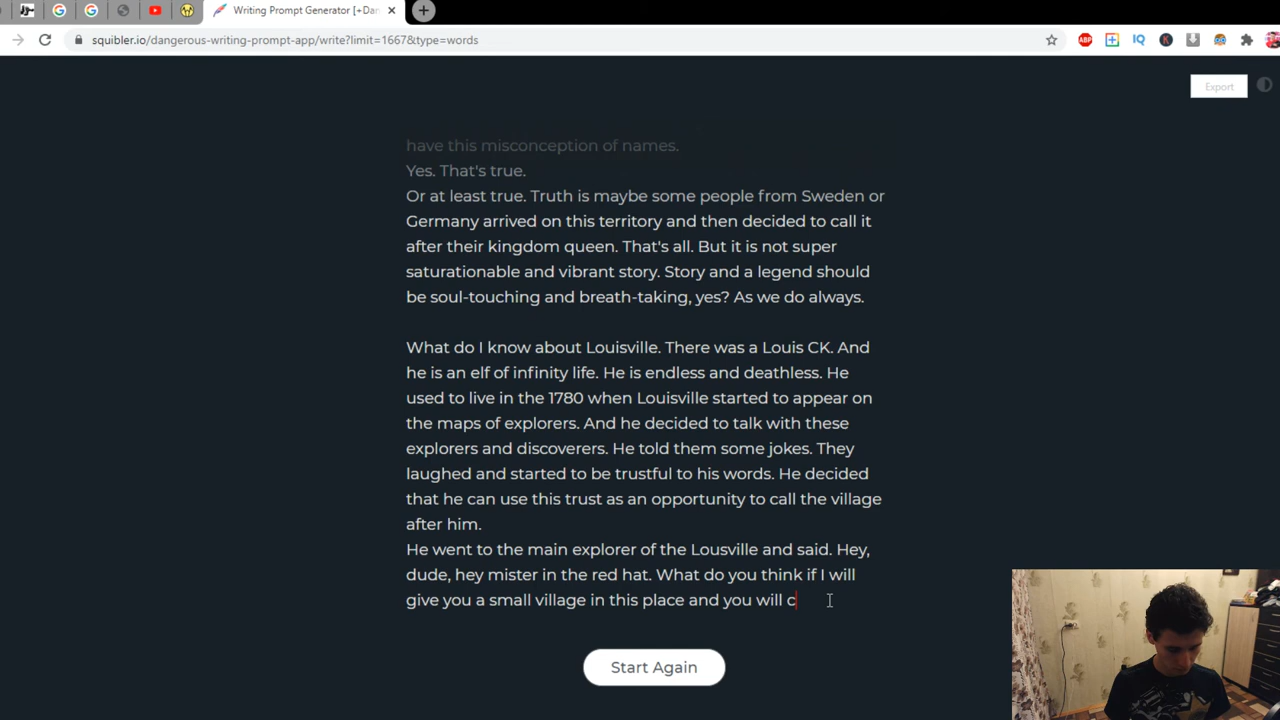 Writing Prompt Generator [+Da
squibler.io/dangerous-writing-prompt-app/write?limit=1667&type=words
ABP
IQ
K
Export
have this misconception of names.
Yes. That's true.
Or at least true. Truth is maybe some people from Sweden or
Germany arrived on this territory and then decided to call it
after their kingdom queen. That's all. But it is not super
saturationable and vibrant story. Story and a legend should
be soul-touching and breath-taking, yes? As we do always.
What do I know about Louisville. There was a Louis CK. And
he is an elf of infinity life. He is endless and deathless. He
used to live in the 1780 when Louisville started to appear on
the maps of explorers. And he decided to talk with these
explorers and discoverers. He told them some jokes. They
laughed and started to be trustful to his words. He decided
that he can use this trust as an opportunity to call the village
after him.
He went to the main explorer of the Lousville and said. Hey,
dude, hey mister in the red hat. What do you think if I will
give you a small village in this place and you will c
Start Again